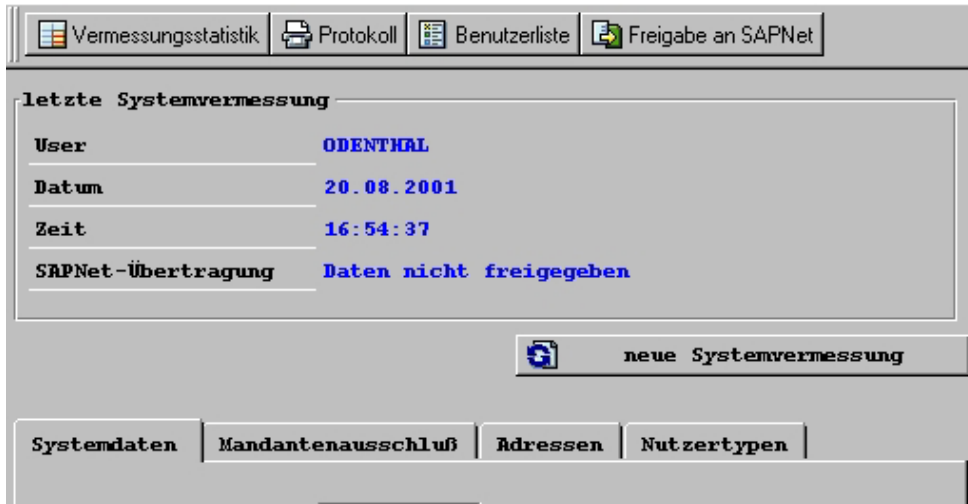 Vermessungsstatistik Protokoll Benutzerliste Freigabe an SAPNet
letzte Systemvermessung
User ODENTHAL
Datum 20.08.2001
Zeit 16:54:37
SAPNet-Übertragung Daten nicht freigegeben
neue Systemvermessung
Systemdaten Mandantenausschluß Adressen Nutzertypen